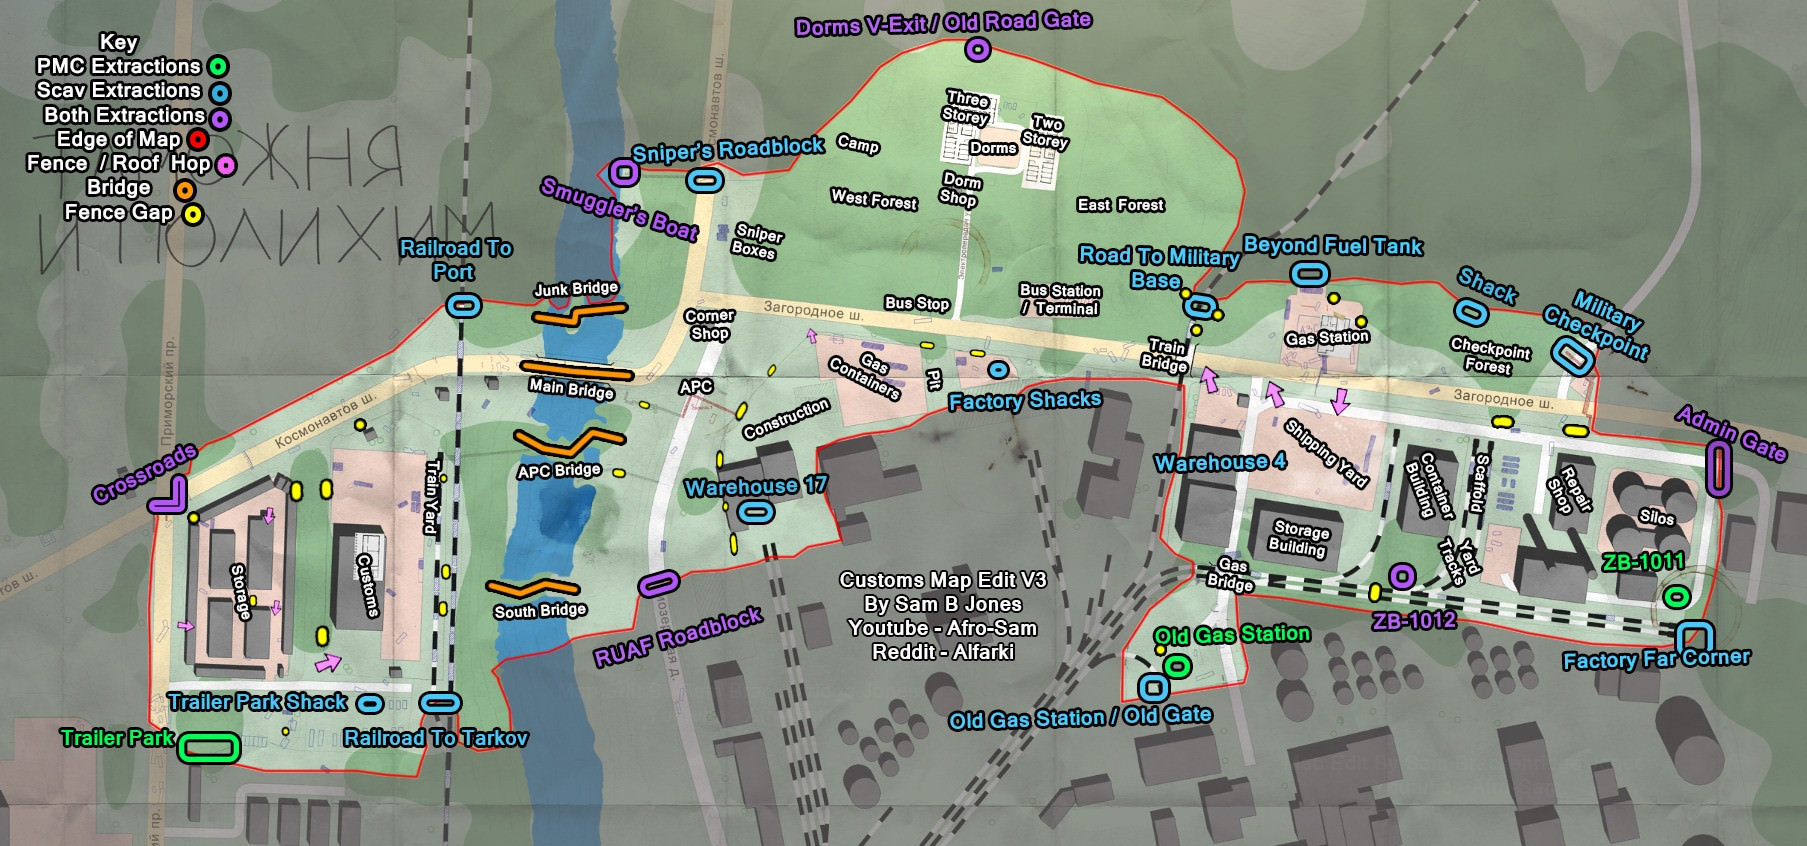 Key
PMC Extractions
Scav Extractions
Both Extractions
Edge of Map
Fence / Roof Hop
Bridge
Fence Gap
Dorms V-Exit / Old Road Gate
Three
Storey
Two
Storey
Dorms
Camp
Dorm
Shop
West Forest
East Forest
Sniper's Roadblock
Smuggler's Boat
Sniper
Boxes
Railroad To
Port
Junk Bridge
Corner
Shop
Загородное ш.
Bus Stop
Bus Station
/ Terminal
Road To Military
Base
Beyond Fuel Tank
Shack
Military
Checkpoint
Gas Station
Checkpoint
Forest
Train
Bridge
Main Bridge
APC
Gas
Containers
Pit
Factory Shacks
Construction
Космонавтов ш.
Приморский пр.
Загородное ш.
Admin Gate
Crossroads
APC Bridge
Train Yard
Warehouse 17
Warehouse 4
Shipping Yard
Container
Building
Scaffold
Repair
Shop
Silos
Storage
Building
Yard
Tracks
ZB-1011
Storage
Customs
South Bridge
RUAF Roadblock
Gas
Bridge
ZB-1012
Old Gas Station
Factory Far Corner
Customs Map Edit V3
By Sam B Jones
Youtube - Afro-Sam
Reddit - Alfarki
Trailer Park Shack
Trailer Park
Railroad To Tarkov
Old Gas Station / Old Gate